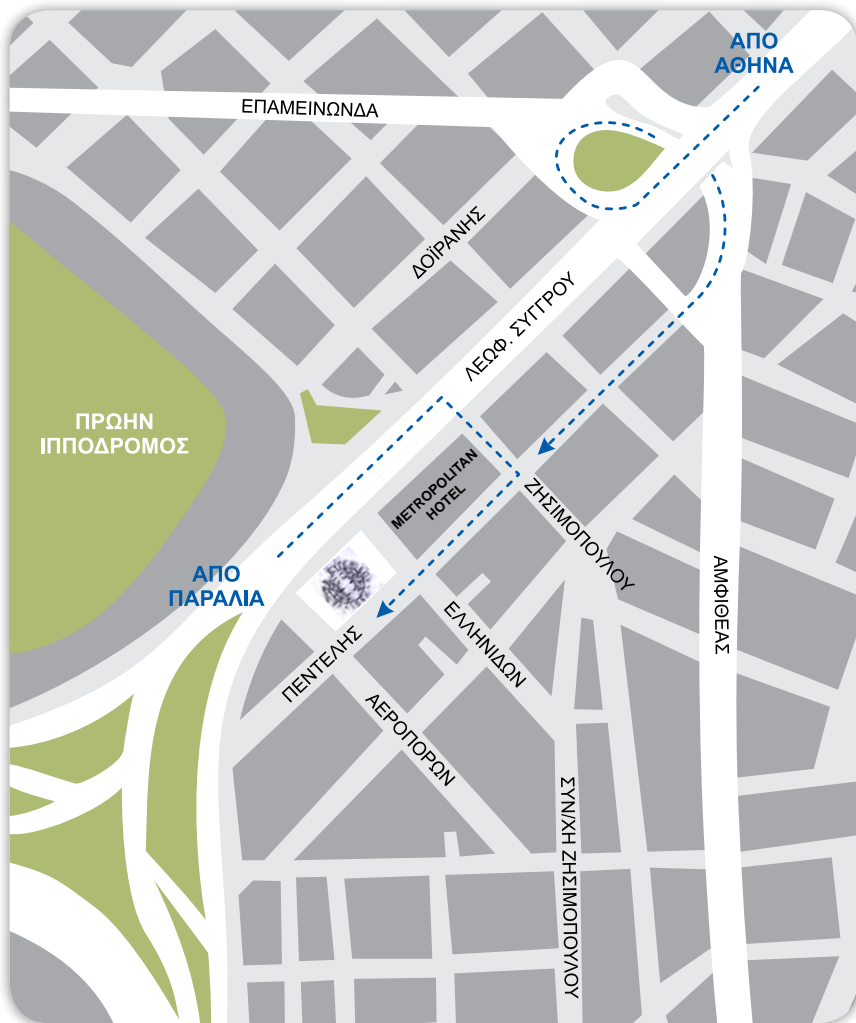 ΑΠΟ
ΑΘΗΝΑ
ΕΠΑΜΕΙΝΩΝΔΑ
ΔΟΪΡΑΝΗΣ
ΛΕΩΦ. ΣΥΓΓΡΟΥ
ΠΡΩΗΝ
ΙΠΠΟΔΡΟΜΟΣ
METROPOLITAN
HOTEL
ΖΗΣΙΜΟΠΟΥΛΟΥ
ΑΠΟ
ΠΑΡΑΛΙΑ
ΑΜΦΙΘΕΑΣ
ΕΛΛΗΝΙΔΩΝ
ΠΕΝΤΕΛΗΣ
ΑΕΡΟΠΟΡΩΝ
ΣΥΝ/ΧΗ ΖΗΣΙΜΟΠΟΥΛΟΥ